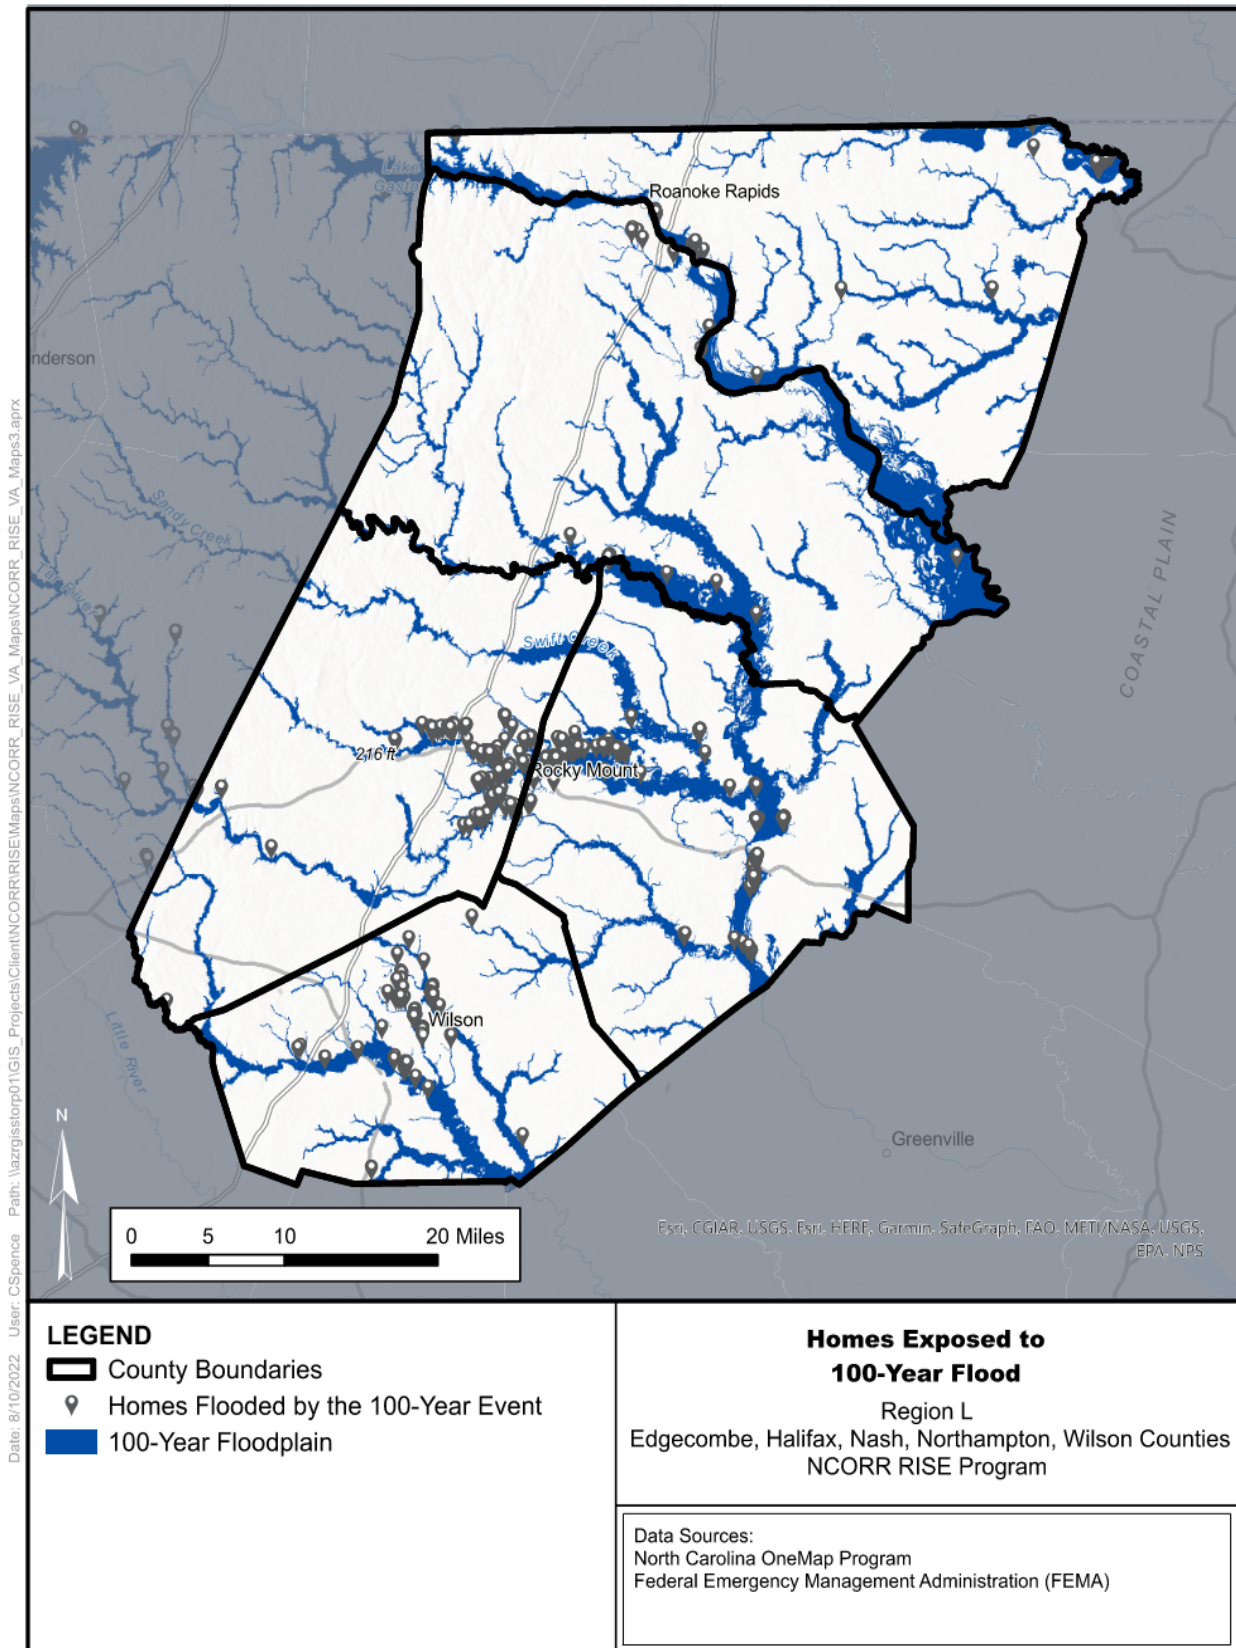 Roanoke Rapids
Lake
Gasto
nderson
Sandy Creek
Tar River
COASTAL PLAIN
Swift Creek
216 ft
Rocky Mount
Little River
Wilson
Greenville
N
0 5 10 20 Miles
Esri, CGIAR, USGS, Esri, HERE, Garmin, SafeGraph, FAO, METI/NASA, USGS,
EPA, NPS
Date: 8/10/2022 User: CSpence Path: \\azrgisstorp01\GIS_Projects\Client\NCORR\RISE\Maps\NCORR_RISE_VA_Maps\NCORR_RISE_VA_Maps3.aprx
LEGEND
County Boundaries
Homes Flooded by the 100-Year Event
100-Year Floodplain
Homes Exposed to
100-Year Flood
Region L
Edgecombe, Halifax, Nash, Northampton, Wilson Counties
NCORR RISE Program
Data Sources:
North Carolina OneMap Program
Federal Emergency Management Administration (FEMA)